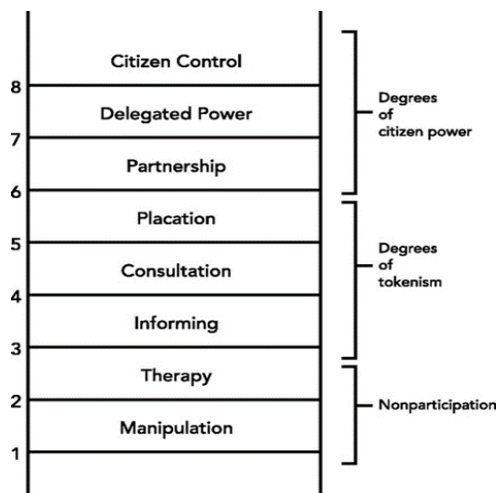 Citizen Control
8
Delegated Power
7
Partnership
6
Placation
5
Consultation
4
Informing
3
Therapy
2
Manipulation
1
Degrees
of
citizen power
Degrees
of
tokenism
Nonparticipation